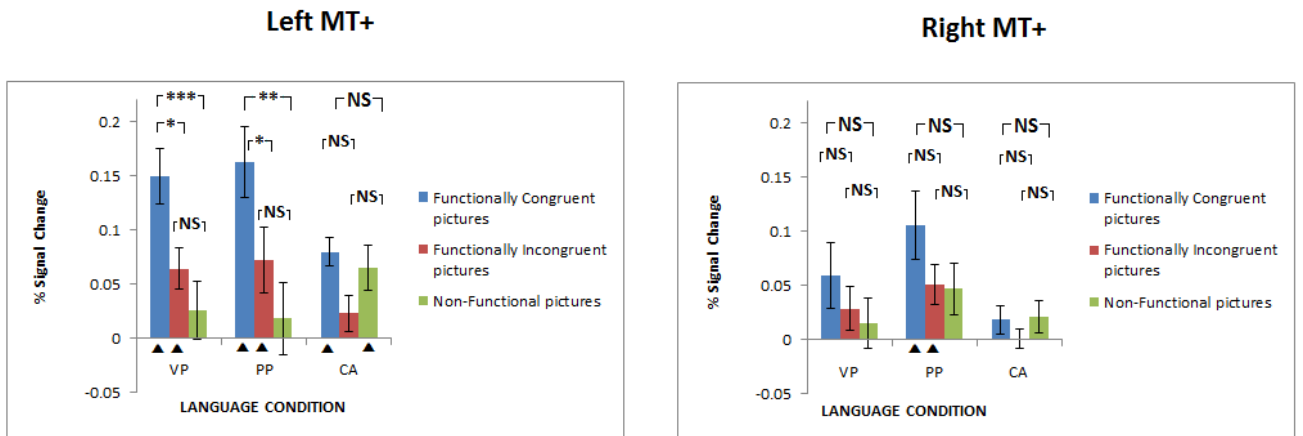 Left MT+
*** ** NS
* * NS
NS NS NS
0.2
0.15
0.1
0.05
0
-0.05
% Signal Change
VP PP CA
LANGUAGE CONDITION
Functionally Congruent
pictures
Functionally Incongruent
pictures
Non-Functional pictures
Right MT+
NS NS NS
NS NS NS
NS NS NS
0.2
0.15
0.1
0.05
0
-0.05
% Signal Change
VP PP CA
LANGUAGE CONDITION
Functionally Congruent
pictures
Functionally Incongruent
pictures
Non-Functional pictures